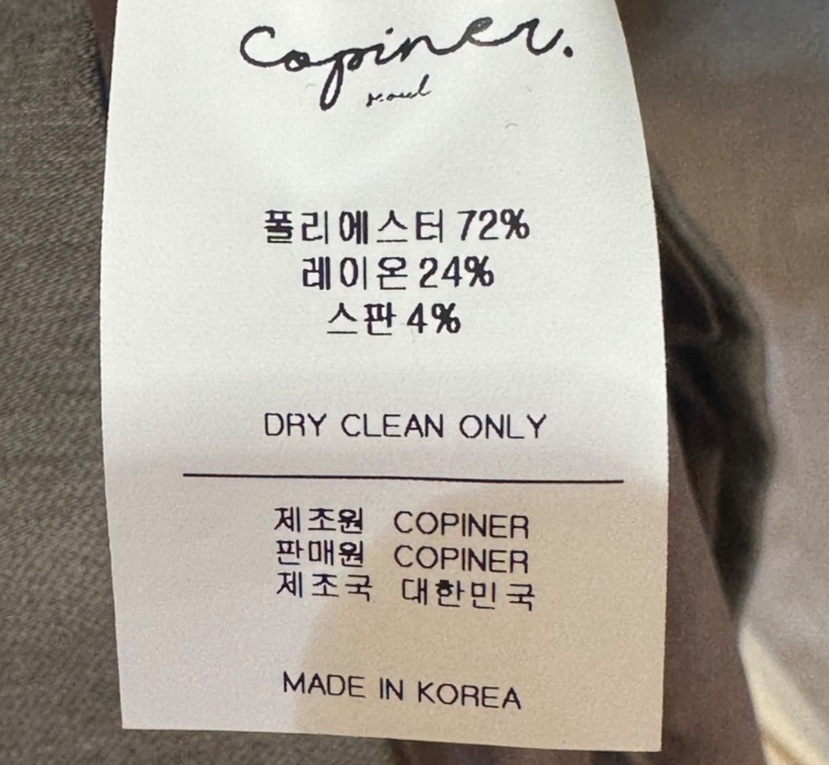 Copiner.
seoul
폴리에스터 72%
레이온 24%
스판 4%
DRY CLEAN ONLY
제조원 COPINER
판매원 COPINER
제조국 대한민국
MADE IN KOREA